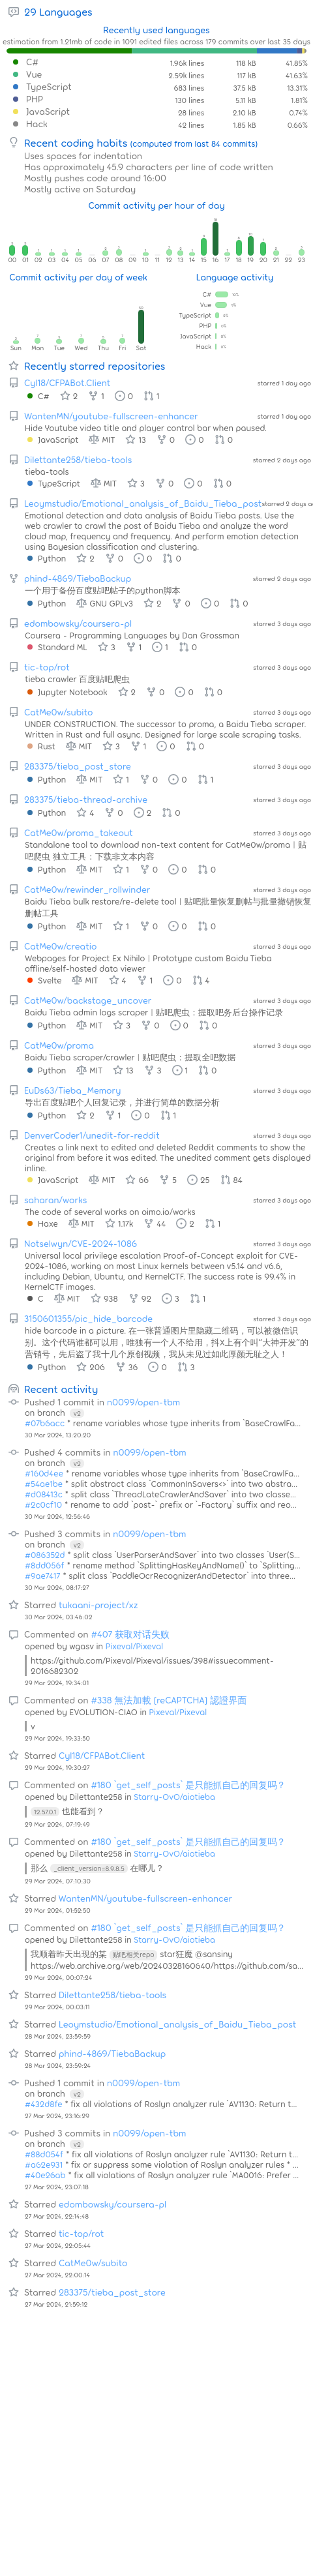 29 Languages
Recently used languages
estimation from 1.21mb of code in 1091 edited files across 179 commits over last 35 days
C# 1.96k lines 118 kB 41.85%
Vue 2.59k lines 117 kB 41.63%
TypeScript 683 lines 37.5 kB 13.31%
PHP 130 lines 5.11 kB 1.81%
JavaScript 28 lines 2.10 kB 0.74%
Hack 42 lines 1.85 kB 0.66%
Recent coding habits (computed from last 84 commits)
Uses spaces for indentation
Has approximately 45.9 characters per line of code written
Mostly pushes code around 16:00
Mostly active on Saturday
Commit activity per hour of day
00 01 02 03 04 05 06 07 08 09 10 11 12 13 14 15 16 17 18 19 20 21 22 23
Commit activity per day of week Language activity
C#
Vue
TypeScript
PHP
JavaScript
Hack
Sun Mon Tue Wed Thu Fri Sat
Recently starred repositories
Cyl18/CFPABot.Client starred 1 day ago
C# 2 1 0 1
WantenMN/youtube-fullscreen-enhancer starred 1 day ago
Hide Youtube video title and player control bar when paused.
JavaScript MIT 13 0 0 0
Dilettante258/tieba-tools starred 2 days ago
tieba-tools
TypeScript MIT 3 0 0 0
Leoymstudio/Emotional_analysis_of_Baidu_Tieba_post starred 2 days
Emotional detection and data analysis of Baidu Tieba posts. Use the
web crawler to crawl the post of Baidu Tieba and analyze the word
cloud map, frequency and frequency. And perform emotion detection
using Bayesian classification and clustering.
Python 2 0 0 0
phind-4869/TiebaBackup starred 2 days ago
一个用于备份百度贴吧帖子的python脚本
Python GNU GPLv3 2 0 0 0
edombowsky/coursera-pl starred 3 days ago
Coursera - Programming Languages by Dan Grossman
Standard ML 3 1 1 0
tic-top/rot starred 3 days ago
tieba crawler 百度贴吧爬虫
Jupyter Notebook 2 0 0 0
CatMe0w/subito starred 3 days ago
UNDER CONSTRUCTION. The successor to proma, a Baidu Tieba scraper.
Written in Rust and full async. Designed for large scale scraping tasks.
Rust MIT 3 1 0 0
283375/tieba_post_store starred 3 days ago
Python MIT 1 0 0 1
283375/tieba-thread-archive starred 3 days ago
Python 4 0 2 0
CatMe0w/proma_takeout starred 3 days ago
Standalone tool to download non-text content for CatMe0w/proma | 贴
吧爬虫 独立工具：下载非文本内容
Python MIT 1 0 0 0
CatMe0w/rewinder_rollwinder starred 3 days ago
Baidu Tieba bulk restore/re-delete tool | 贴吧批量恢复删帖与批量撤销恢复
删帖工具
Python MIT 1 0 0 0
CatMe0w/creatio starred 3 days ago
Webpages for Project Ex Nihilo | Prototype custom Baidu Tieba
offline/self-hosted data viewer
Svelte MIT 4 1 0 4
CatMe0w/backstage_uncover starred 3 days ago
Baidu Tieba admin logs scraper | 贴吧爬虫：提取吧务后台操作记录
Python MIT 3 0 0 0
CatMe0w/proma starred 3 days ago
Baidu Tieba scraper/crawler | 贴吧爬虫：提取全吧数据
Python MIT 13 3 1 0
EuDs63/Tieba_Memory starred 3 days ago
导出百度贴吧个人回复记录，并进行简单的数据分析
Python 2 1 0 1
DenverCoder1/unedit-for-reddit starred 3 days ago
Creates a link next to edited and deleted Reddit comments to show the
original from before it was edited. The unedited comment gets displayed
inline.
JavaScript MIT 66 5 25 84
saharan/works starred 3 days ago
The code of several works on oimo.io/works
Haxe MIT 1.17k 44 2 1
Notselwyn/CVE-2024-1086 starred 3 days ago
Universal local privilege escalation Proof-of-Concept exploit for CVE-
2024-1086, working on most Linux kernels between v5.14 and v6.6,
including Debian, Ubuntu, and KernelCTF. The success rate is 99.4% in
KernelCTF images.
C MIT 938 92 3 1
3150601355/pic_hide_barcode starred 3 days ago
hide barcode in a picture. 在一张普通图片里隐藏二维码，可以被微信识
别。这个代码谁都可以用，唯独有一个人不给用，抖X上有个叫“大神开发”的
营销号，先后盗了我十几个原创视频，我从未见过如此厚颜无耻之人！
Python 206 36 0 3
Recent activity
Pushed 1 commit in n0099/open-tbm
on branch v2
#07b6acc * rename variables whose type inherits from `BaseCrawlFa...
30 Mar 2024, 13:20:20
Pushed 4 commits in n0099/open-tbm
on branch v2
#160d4ee * rename variables whose type inherits from `BaseCrawlFa...
#54ae1be * split abstract class `CommonInSavers<>` into two abstra...
#d08413c * split class `ThreadLateCrawlerAndSaver` into two classe...
#2c0cf10 * rename to add `post-` prefix or `-Factory` suffix and reo...
30 Mar 2024, 12:56:46
Pushed 3 commits in n0099/open-tbm
on branch v2
#086352d * split class `UserParserAndSaver` into two classes `User(S...
#8dd056f * rename method `SplittingHasKeyAndName()` to `Splitting...
#9ae7417 * split class `PaddleOcrRecognizerAndDetector` into three...
30 Mar 2024, 08:17:27
Starred tukaani-project/xz
30 Mar 2024, 03:46:02
Commented on #407 获取对话失败
opened by wgasv in Pixeval/Pixeval
https://github.com/Pixeval/Pixeval/issues/398#issuecomment-
2016682302
29 Mar 2024, 19:34:01
Commented on #338 無法加載 [reCAPTCHA] 認證界面
opened by EVOLUTION-CIAO in Pixeval/Pixeval
v
29 Mar 2024, 19:33:50
Starred Cyl18/CFPABot.Client
29 Mar 2024, 19:30:27
Commented on #180 `get_self_posts` 是只能抓自己的回复吗？
opened by Dilettante258 in Starry-OvO/aiotieba
12.57.0.1 也能看到？
29 Mar 2024, 07:19:49
Commented on #180 `get_self_posts` 是只能抓自己的回复吗？
opened by Dilettante258 in Starry-OvO/aiotieba
那么 _client_version=8.9.8.5 在哪儿？
29 Mar 2024, 07:10:30
Starred WantenMN/youtube-fullscreen-enhancer
29 Mar 2024, 01:52:50
Commented on #180 `get_self_posts` 是只能抓自己的回复吗？
opened by Dilettante258 in Starry-OvO/aiotieba
我顺着昨天出现的某 贴吧相关repo star狂魔 @sansiny
https://web.archive.org/web/20240328160640/https://github.com/sa...
29 Mar 2024, 00:07:24
Starred Dilettante258/tieba-tools
29 Mar 2024, 00:03:11
Starred Leoymstudio/Emotional_analysis_of_Baidu_Tieba_post
28 Mar 2024, 23:59:59
Starred phind-4869/TiebaBackup
28 Mar 2024, 23:59:24
Pushed 1 commit in n0099/open-tbm
on branch v2
#432d8fe * fix all violations of Roslyn analyzer rule `AV1130: Return t...
27 Mar 2024, 23:16:29
Pushed 3 commits in n0099/open-tbm
on branch v2
#88d054f * fix all violations of Roslyn analyzer rule `AV1130: Return t...
#a62e931 * fix or suppress some violation of Roslyn analyzer rules * ...
#40e26ab * fix all violations of Roslyn analyzer rule `MA0016: Prefer ...
27 Mar 2024, 23:07:18
Starred edombowsky/coursera-pl
27 Mar 2024, 22:14:48
Starred tic-top/rot
27 Mar 2024, 22:05:44
Starred CatMe0w/subito
27 Mar 2024, 22:00:14
Starred 283375/tieba_post_store
27 Mar 2024, 21:59:12